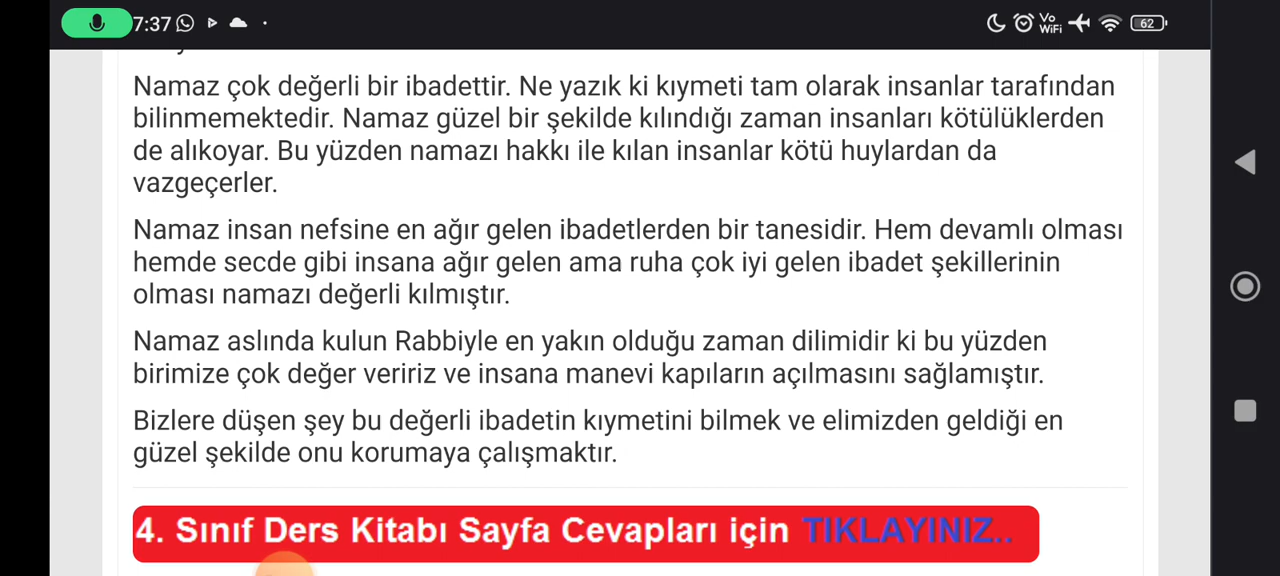 7:37
Vo
WiFi
62
Namaz çok değerli bir ibadettir. Ne yazık ki kıymeti tam olarak insanlar tarafından
bilinmemektedir. Namaz güzel bir şekilde kılındığı zaman insanları kötülüklerden
de alıkoyar. Bu yüzden namazı hakkı ile kılan insanlar kötü huylardan da
vazgeçerler.
Namaz insan nefsine en ağır gelen ibadetlerden bir tanesidir. Hem devamlı olması
hemde secde gibi insana ağır gelen ama ruha çok iyi gelen ibadet şekillerinin
olması namazı değerli kılmıştır.
Namaz aslında kulun Rabbiyle en yakın olduğu zaman dilimidir ki bu yüzden
birimize çok değer veririz ve insana manevi kapıların açılmasını sağlamıştır.
Bizlere düşen şey bu değerli ibadetin kıymetini bilmek ve elimizden geldiği en
güzel şekilde onu korumaya çalışmaktır.
4. Sınıf Ders Kitabı Sayfa Cevapları için TIKLAYINIZ..